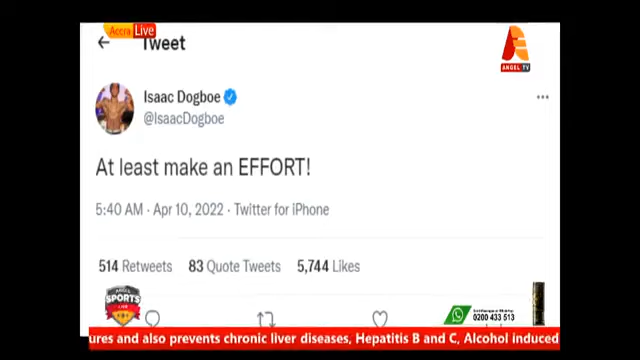 Accra Live
Tweet
ANGEL TV
Isaac Dogboe
@IsaacDogboe
At least make an EFFORT!
5:40 AM · Apr 10, 2022 · Twitter for iPhone
514 Retweets 83 Quote Tweets 5,744 Likes
SPORTS
0200 433 513
ures and also prevents chronic liver diseases, Hepatitis B and C, Alcohol induced